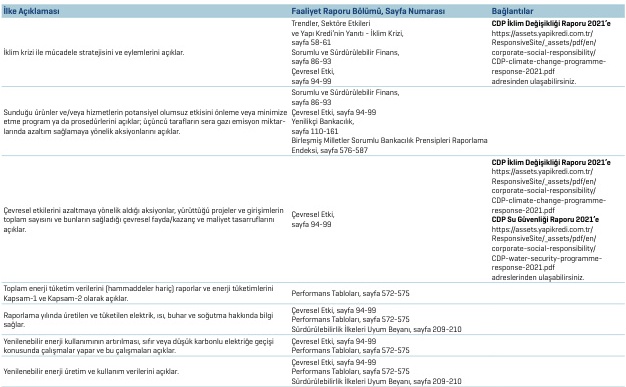 İlke Açıklaması
Faaliyet Raporu Bölümü, Sayfa Numarası
Bağlantılar
İklim krizi ile mücadele stratejisini ve eylemlerini açıklar.
Trendler, Sektöre Etkileri
ve Yapı Kredi'nin Yanıtı - İklim Krizi,
sayfa 58-61
Sorumlu ve Sürdürülebilir Finans,
sayfa 86-93
Çevresel Etki,
sayfa 94-99
CDP İklim Değişikliği Raporu 2021'e
https://assets.yapikredi.com.tr/
ResponsiveSite/_assets/pdf/en/
corporate-social-responsibility/
CDP-climate-change-programme-
response-2021.pdf
adresinden ulaşabilirsiniz.
Sunduğu ürünler ve/veya hizmetlerin potansiyel olumsuz etkisini önleme veya minimize
etme program ya da prosedürlerini açıklar; üçüncü tarafların sera gazı emisyon miktar-
larında azaltım sağlamaya yönelik aksiyonlarını açıklar.
Sorumlu ve Sürdürülebilir Finans,
sayfa 86-93
Çevresel Etki, sayfa 94-99
Yenilikçi Bankacılık,
sayfa 110-161
Birleşmiş Milletler Sorumlu Bankacılık Prensipleri Raporlama
Endeksi, sayfa 576-587
Çevresel etkilerini azaltmaya yönelik aldığı aksiyonlar, yürüttüğü projeler ve girişimlerin
toplam sayısını ve bunların sağladığı çevresel fayda/kazanç ve maliyet tasarruflarını
açıklar.
Çevresel Etki,
sayfa 94-99
CDP İklim Değişikliği Raporu 2021'e
https://assets.yapikredi.com.tr/
ResponsiveSite/_assets/pdf/en/
corporate-social-responsibility/
CDP-climate-change-programme-
response-2021.pdf
CDP Su Güvenliği Raporu 2021'e
https://assets.yapikredi.com.tr/
ResponsiveSite/_assets/pdf/en/
corporate-social-responsibility/
CDP-water-security-programme-
response-2021.pdf
adreslerinden ulaşabilirsiniz.
Toplam enerji tüketim verilerini (hammaddeler hariç) raporlar ve enerji tüketimlerini
Kapsam-1 ve Kapsam-2 olarak açıklar.
Performans Tabloları, sayfa 572-575
Raporlama yılında üretilen ve tüketilen elektrik, ısı, buhar ve soğutma hakkında bilgi
sağlar.
Çevresel Etki, sayfa 94-99
Performans Tabloları, sayfa 572-575
Sürdürülebilirlik İlkeleri Uyum Beyanı, sayfa 209-210
Yenilenebilir enerji kullanımının artırılması, sıfır veya düşük karbonlu elektriğe geçişi
konusunda çalışmalar yapar ve bu çalışmaları açıklar.
Çevresel Etki, sayfa 94-99
Performans Tabloları, sayfa 572-575
Yenilenebilir enerji üretim ve kullanım verilerini açıklar.
Çevresel Etki, sayfa 94-99
Performans Tabloları, sayfa 572-575
Sürdürülebilirlik İlkeleri Uyum Beyanı, sayfa 209-210